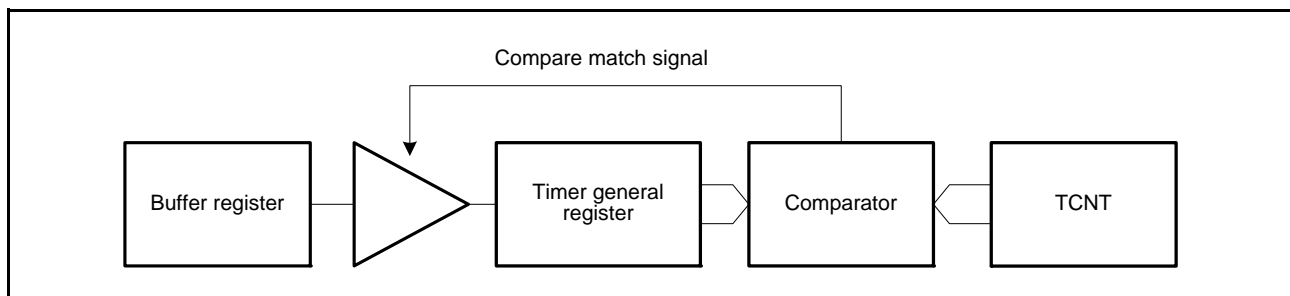 Compare match signal
Buffer register
Timer general
register
Comparator
TCNT